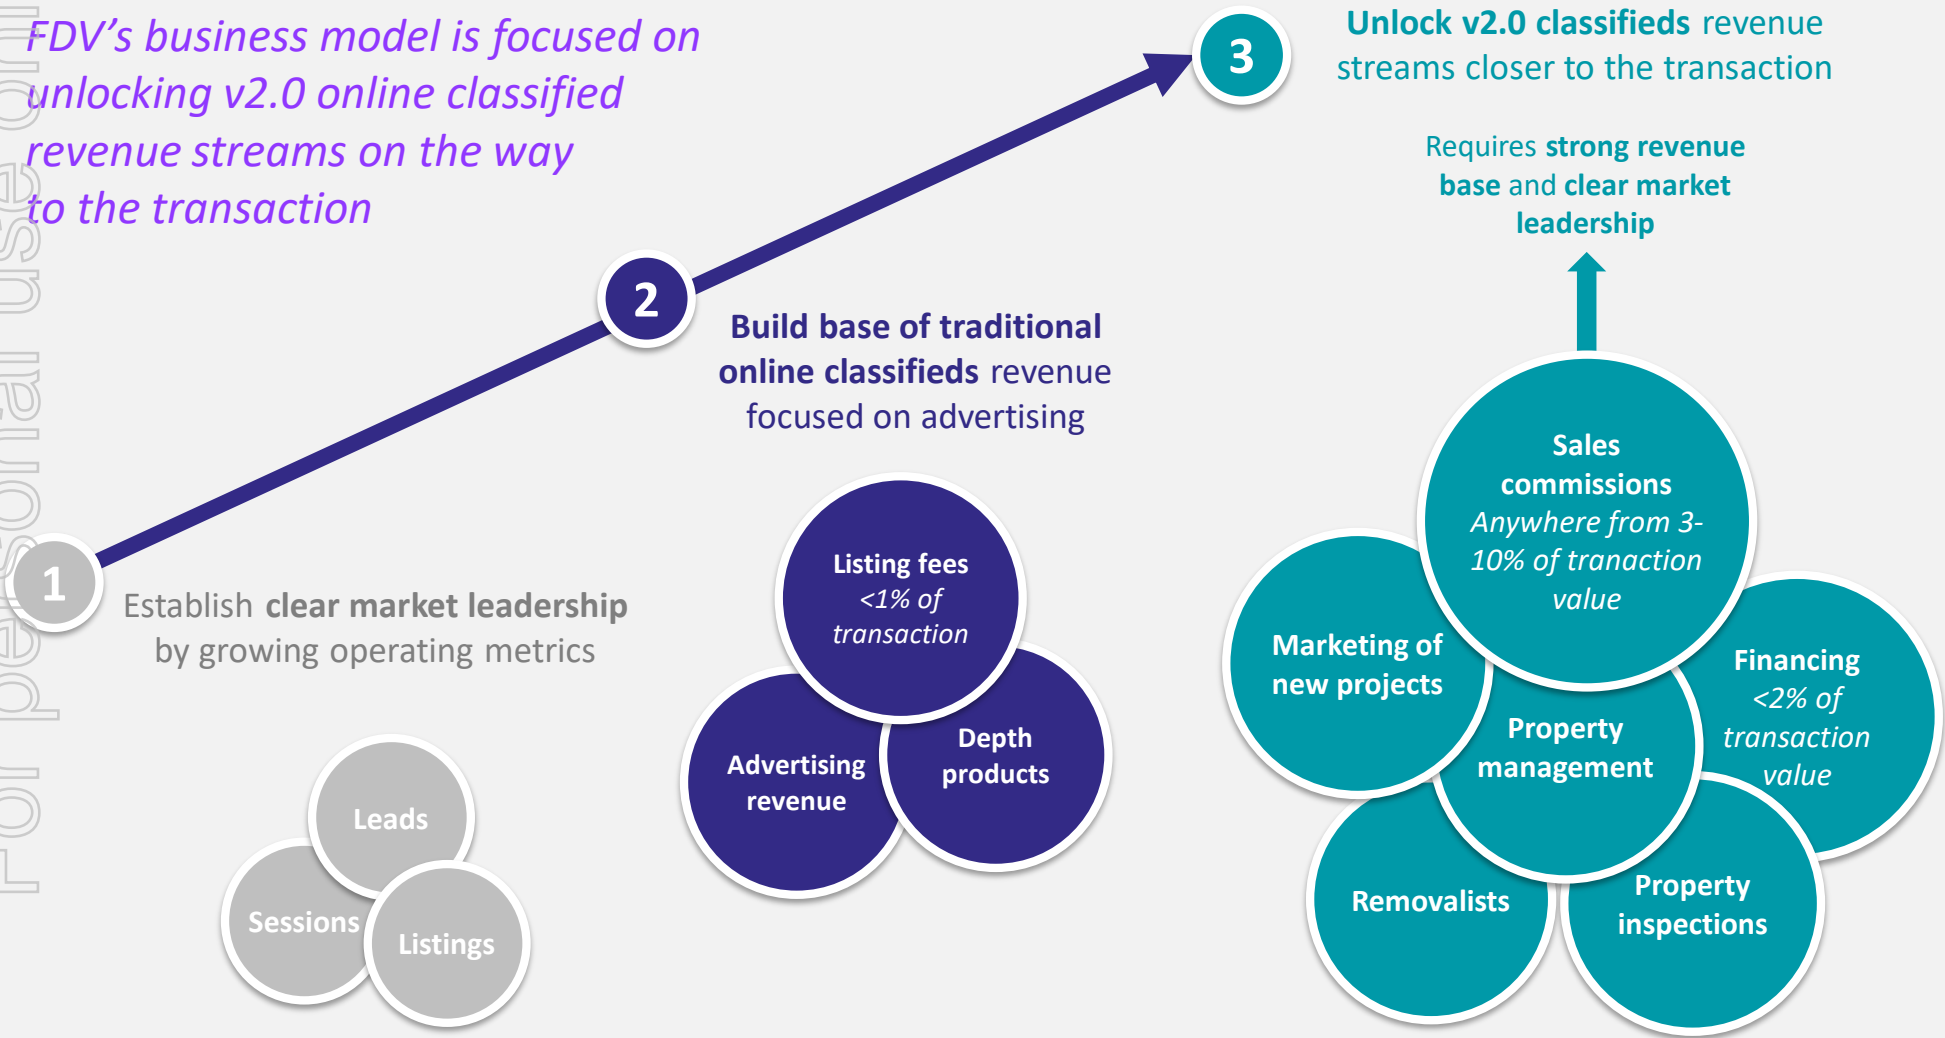 FDV’s business model is focused on
unlocking v2.0 online classified
revenue streams on the way
to the transaction
For personal use only
1
Establish clear market leadership
by growing operating metrics
Leads
Sessions
Listings
2
Build base of traditional
online classifieds revenue
focused on advertising
Listing fees
<1% of
transaction
Advertising
revenue
Depth
products
3
Unlock v2.0 classifieds revenue
streams closer to the transaction
Requires strong revenue
base and clear market
leadership
Sales
commissions
Anywhere from 3-
10% of tranaction
value
Marketing of
new projects
Financing
<2% of
transaction
value
Property
management
Removalists
Property
inspections